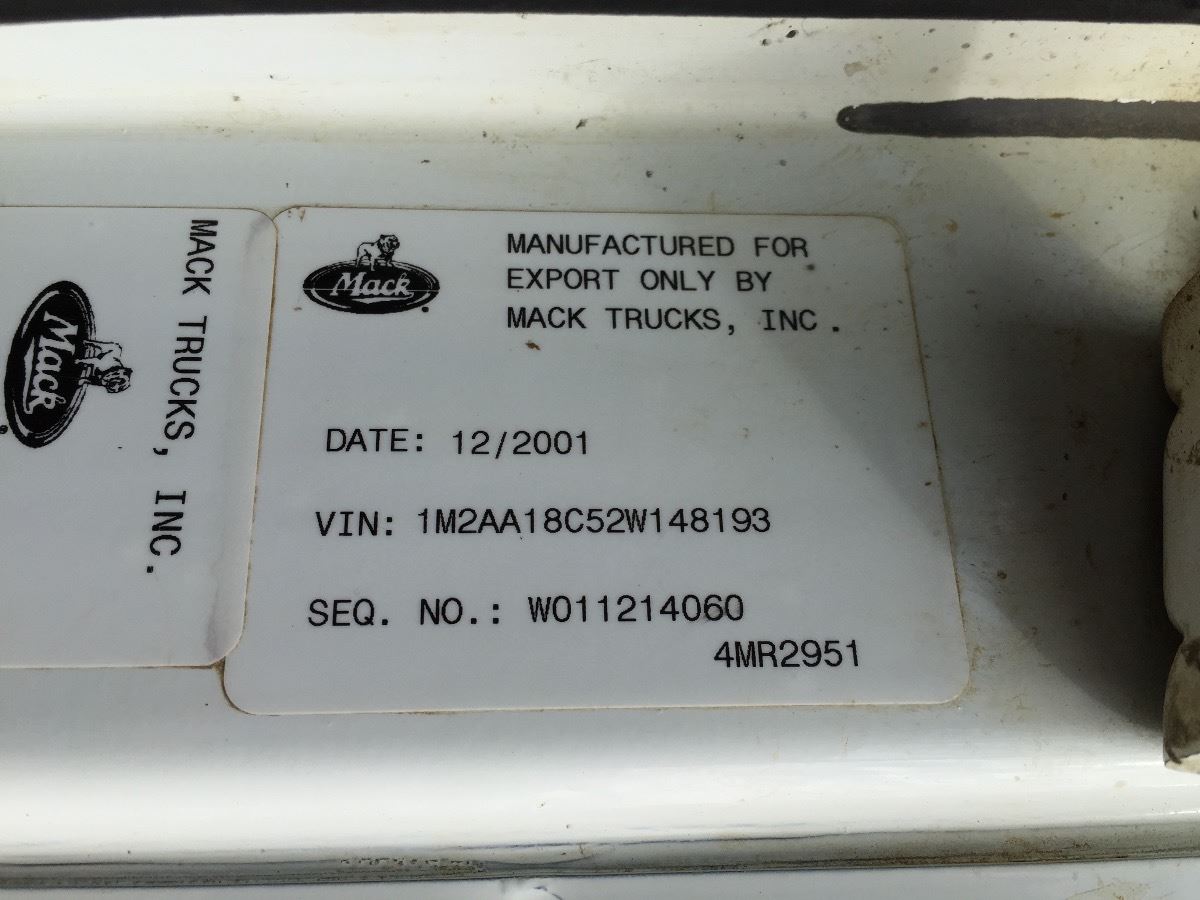 Mack
MACK TRUCKS, INC.
Mack
MANUFACTURED FOR
EXPORT ONLY BY
MACK TRUCKS, INC.
DATE: 12/2001
VIN: 1M2AA18C52W148193
SEQ. NO.: W011214060
4MR2951